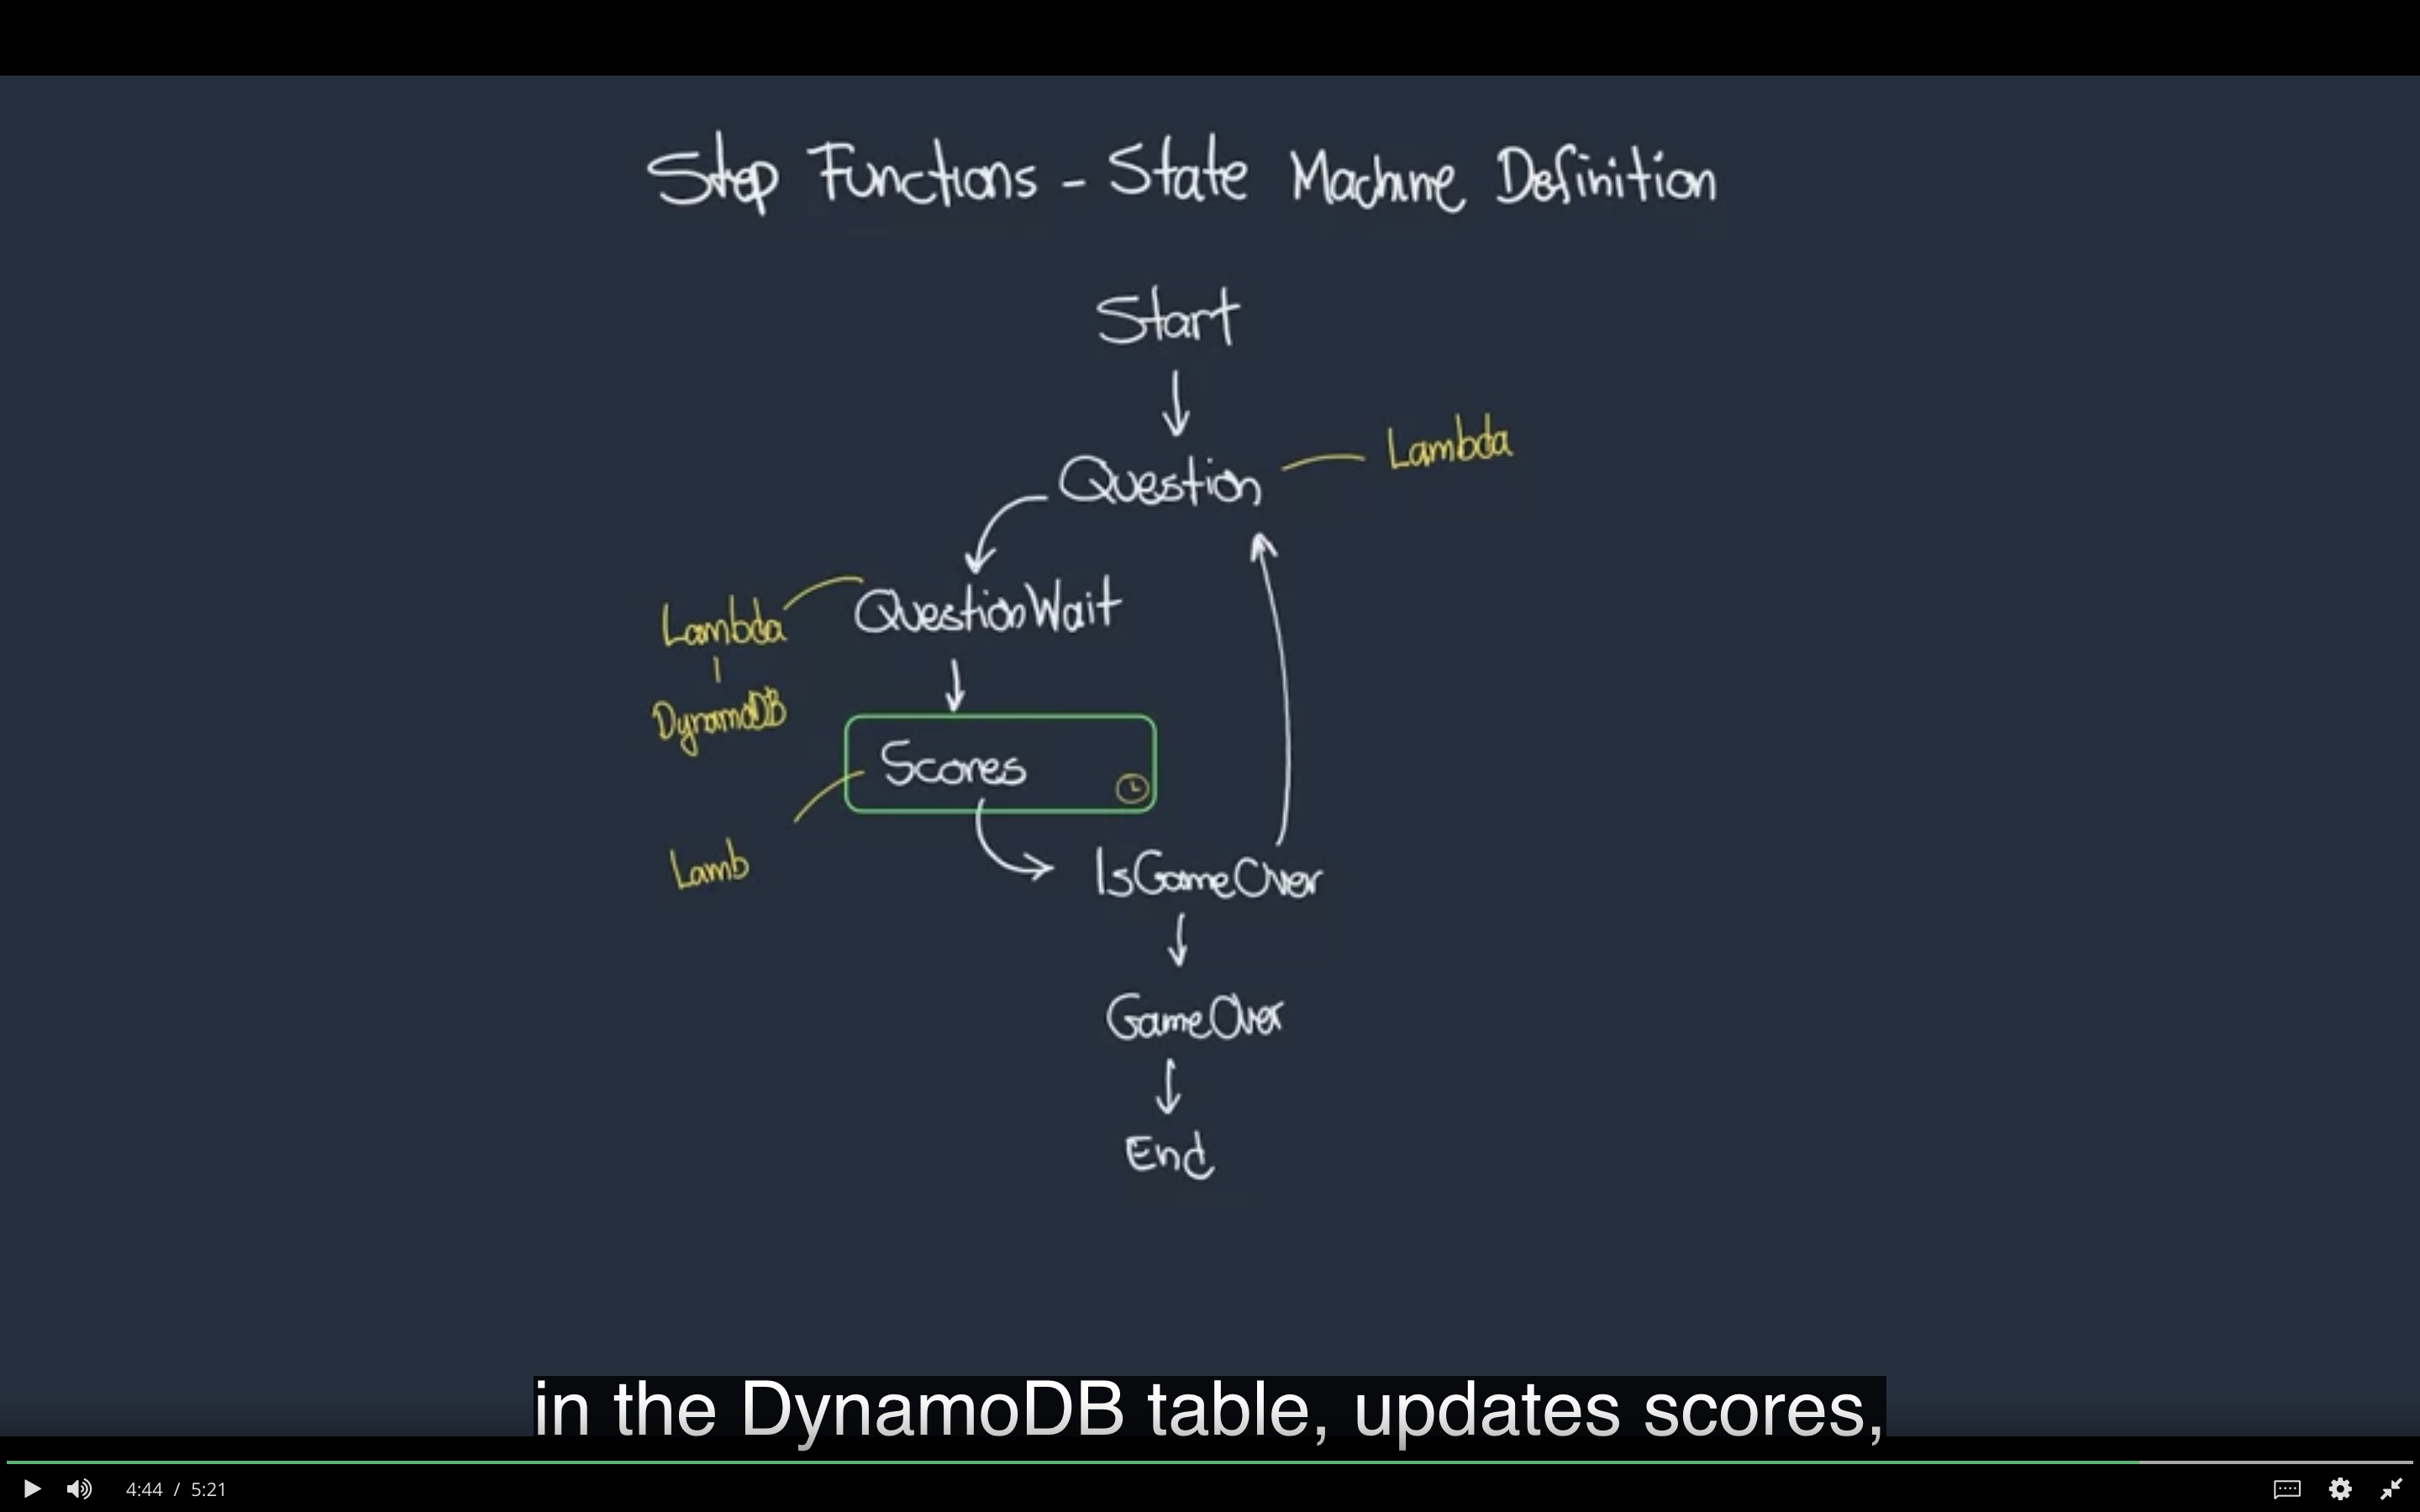 Step Functions - State Machine Definition
Start
Question
Lambda
QuestionWait
Lambda
DynamoDB
Scores
Lamb
IsGameOver
GameOver
End
in the DynamoDB table, updates scores,
4:44 / 5:21